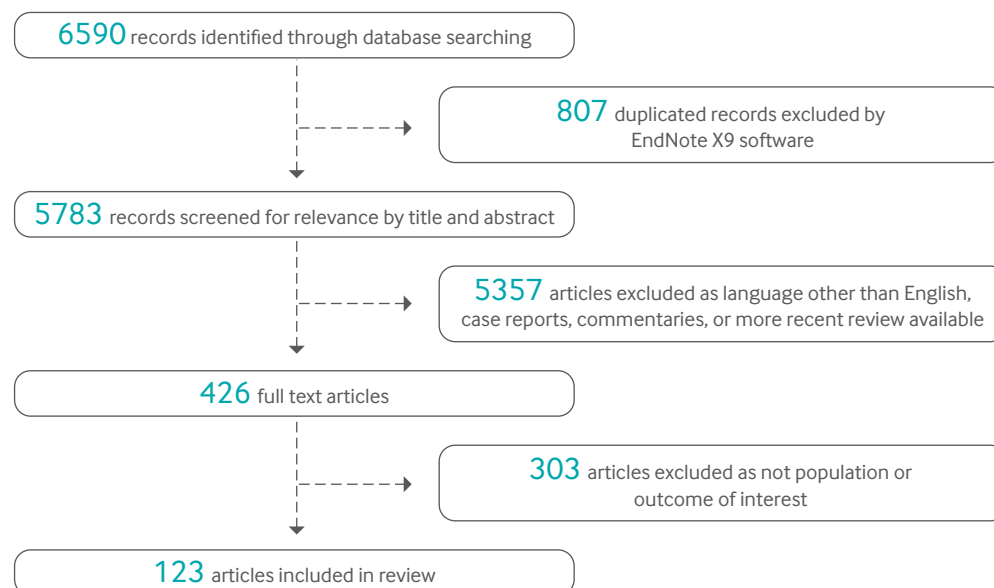 6590 records identified through database searching
807 duplicated records excluded by
EndNote X9 software
5783 records screened for relevance by title and abstract
5357 articles excluded as language other than English,
case reports, commentaries, or more recent review available
426 full text articles
303 articles excluded as not population or
outcome of interest
123 articles included in review